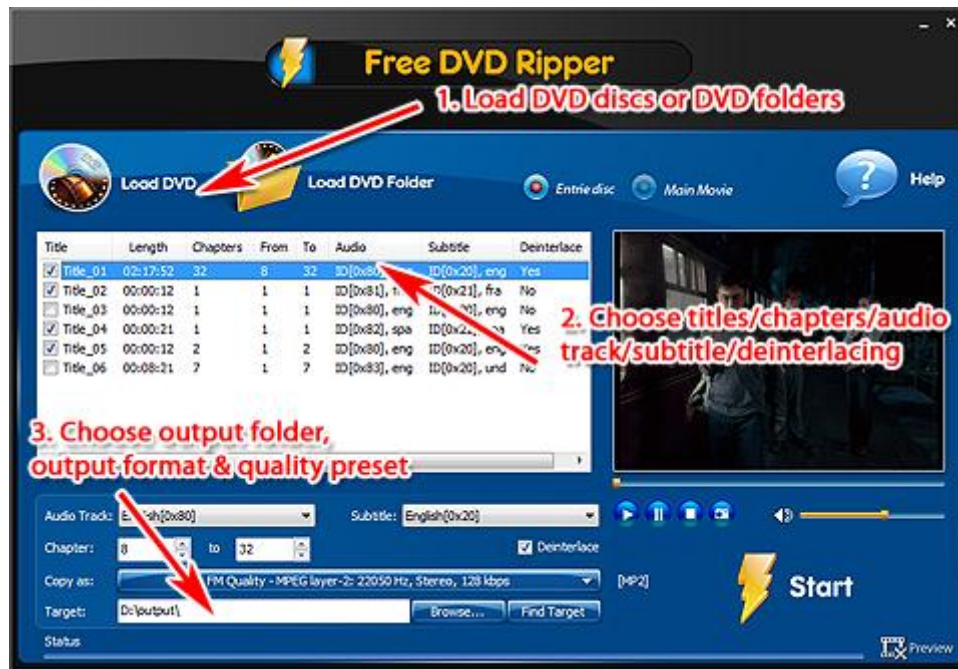 Free DVD Ripper
1. Load DVD discs or DVD folders
Load DVD
Load DVD Folder
Entrie disc
Main Movie
Help
Title Length Chapters From To Audio Subtitle Deinterlace
Title_01 02:17:52 32 8 32 ID[0x80], ID[0x20], eng Yes
Title_02 00:00:12 1 1 1 ID[0x81], ID[0x21], fra No
Title_03 00:00:12 1 1 1 ID[0x80], eng eng No
Title_04 00:00:21 1 1 1 ID[0x82], spa Yes
Title_05 00:00:12 2 1 2 ID[0x80], eng ID[0x20], eng Yes
Title_06 00:08:21 7 1 7 ID[0x83], eng ID[0x20], und No
2. Choose titles/chapters/audio
track/subtitle/deinterlacing
3. Choose output folder,
output format & quality preset
Audio Track: English[0x80] Subtitle: English[0x20]
Chapter: 8 to 32 Deinterlace
Copy as: FM Quality - MPEG layer-2: 22050 Hz, Stereo, 128 kbps [MP2]
Target: D:\output\ Browse... Find Target
Start
Status
Preview